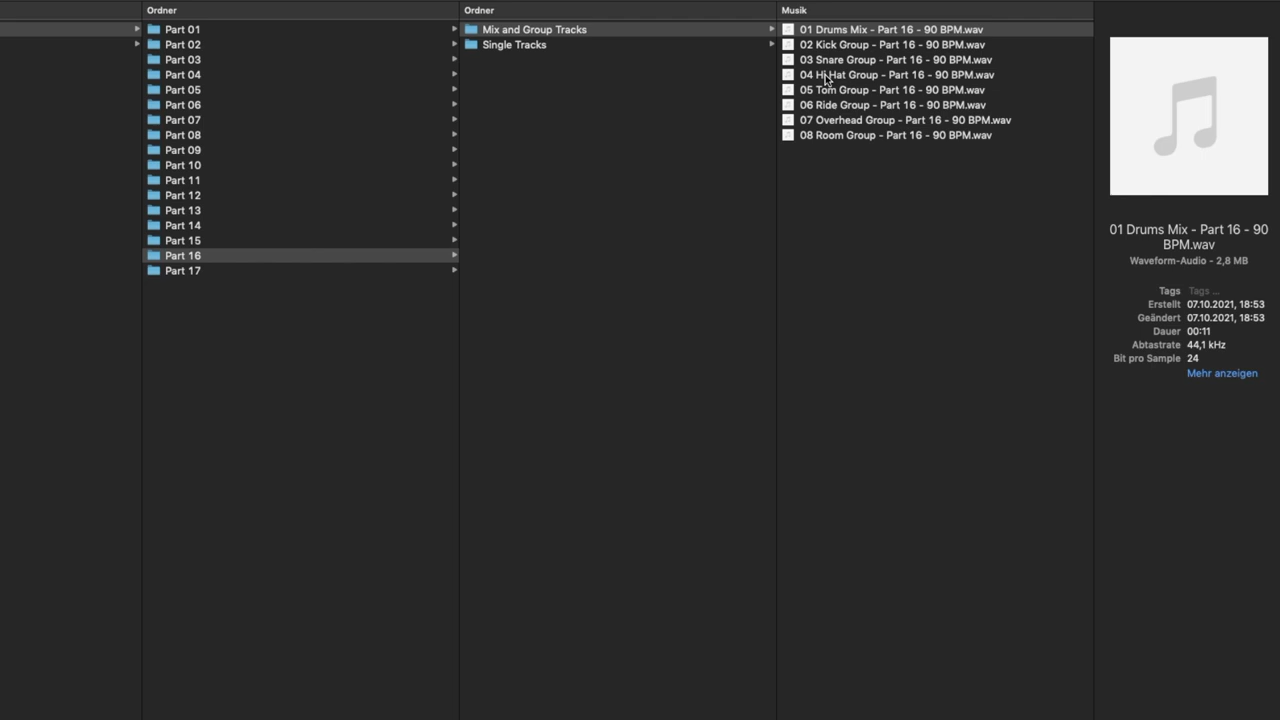 Ordner
Part 01
Part 02
Part 03
Part 04
Part 05
Part 06
Part 07
Part 08
Part 09
Part 10
Part 11
Part 12
Part 13
Part 14
Part 15
Part 16
Part 17
Ordner
Mix and Group Tracks
Single Tracks
Musik
01 Drums Mix - Part 16 - 90 BPM.wav
02 Kick Group - Part 16 - 90 BPM.wav
03 Snare Group - Part 16 - 90 BPM.wav
04 Hi Hat Group - Part 16 - 90 BPM.wav
05 Tom Group - Part 16 - 90 BPM.wav
06 Ride Group - Part 16 - 90 BPM.wav
07 Overhead Group - Part 16 - 90 BPM.wav
08 Room Group - Part 16 - 90 BPM.wav
01 Drums Mix - Part 16 - 90
BPM.wav
Waveform-Audio - 2,8 MB
Tags Tags ...
Erstellt 07.10.2021, 18:53
Geändert 07.10.2021, 18:53
Dauer 00:11
Abtastrate 44,1 kHz
Bit pro Sample 24
Mehr anzeigen